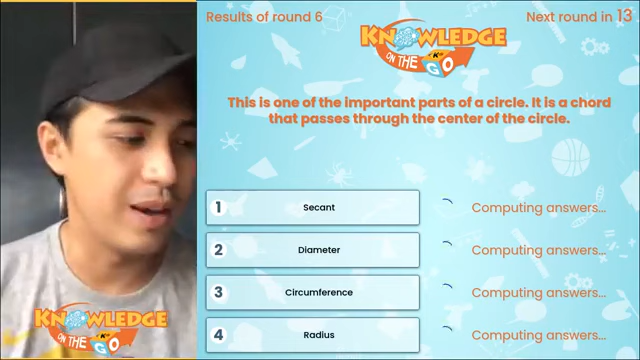 Results of round 6
Next round in 13
KNOWLEDGE
ON THE
GO
This is one of the important parts of a circle. It is a chord
that passes through the center of the circle.
1 Secant Computing answers...
2 Diameter Computing answers...
3 Circumference Computing answers...
4 Radius Computing answers...
KNOWLEDGE
ON THE
GO